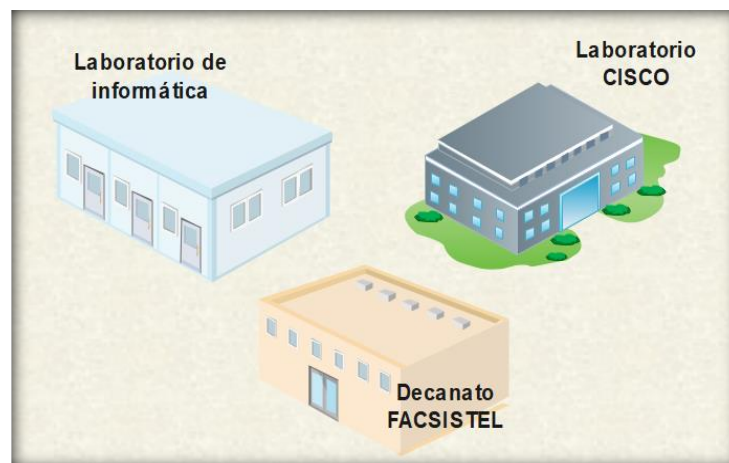 Laboratorio de
informática
Laboratorio
CISCO
Decanato
FACSISTEL